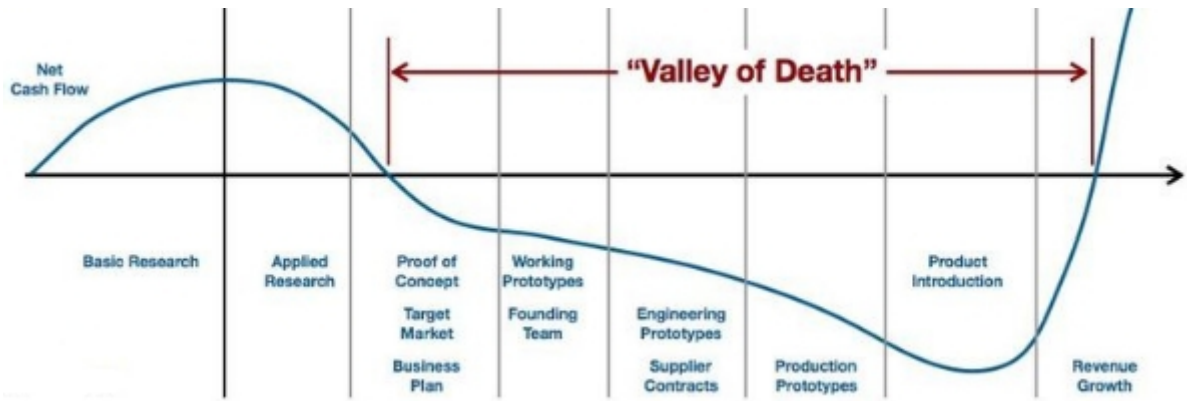 Net
Cash Flow
“Valley of Death”
Basic Research
Applied
Research
Proof of
Concept
Target
Market
Business
Plan
Working
Prototypes
Founding
Team
Engineering
Prototypes
Supplier
Contracts
Production
Prototypes
Product
Introduction
Revenue
Growth